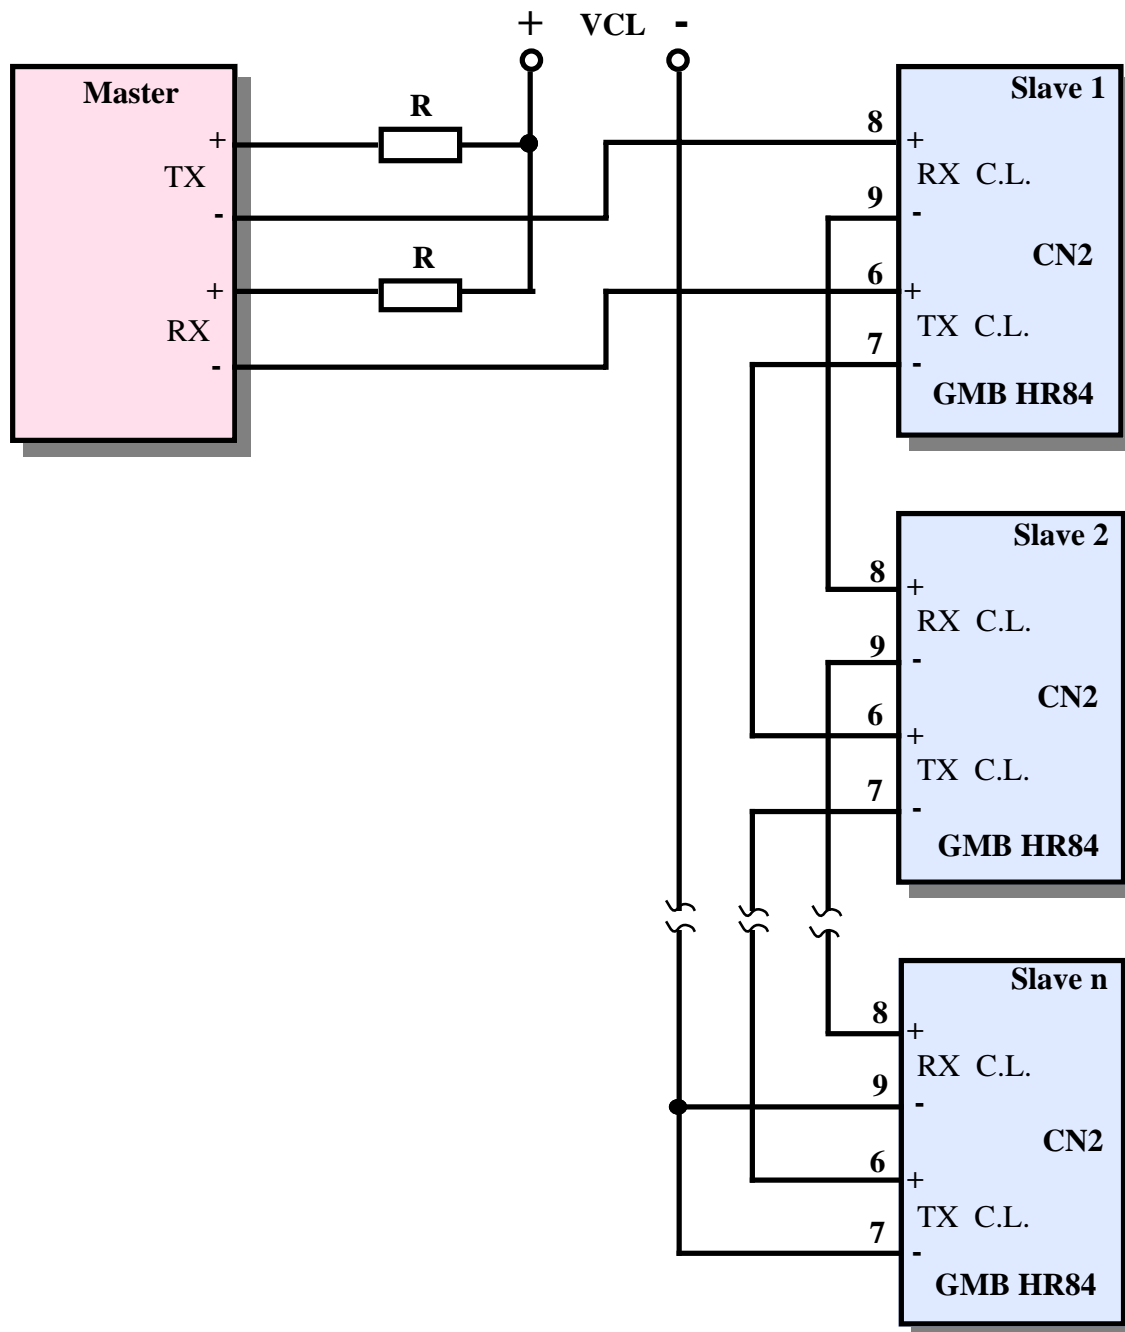 + VCL -
Master
R
+
TX
-
R
+
RX
-
Slave 1
8 +
RX C.L.
9 -
CN2
6 +
TX C.L.
7 -
GMB HR84
Slave 2
8 +
RX C.L.
9 -
CN2
6 +
TX C.L.
7 -
GMB HR84
Slave n
8 +
RX C.L.
9 -
CN2
6 +
TX C.L.
7 -
GMB HR84